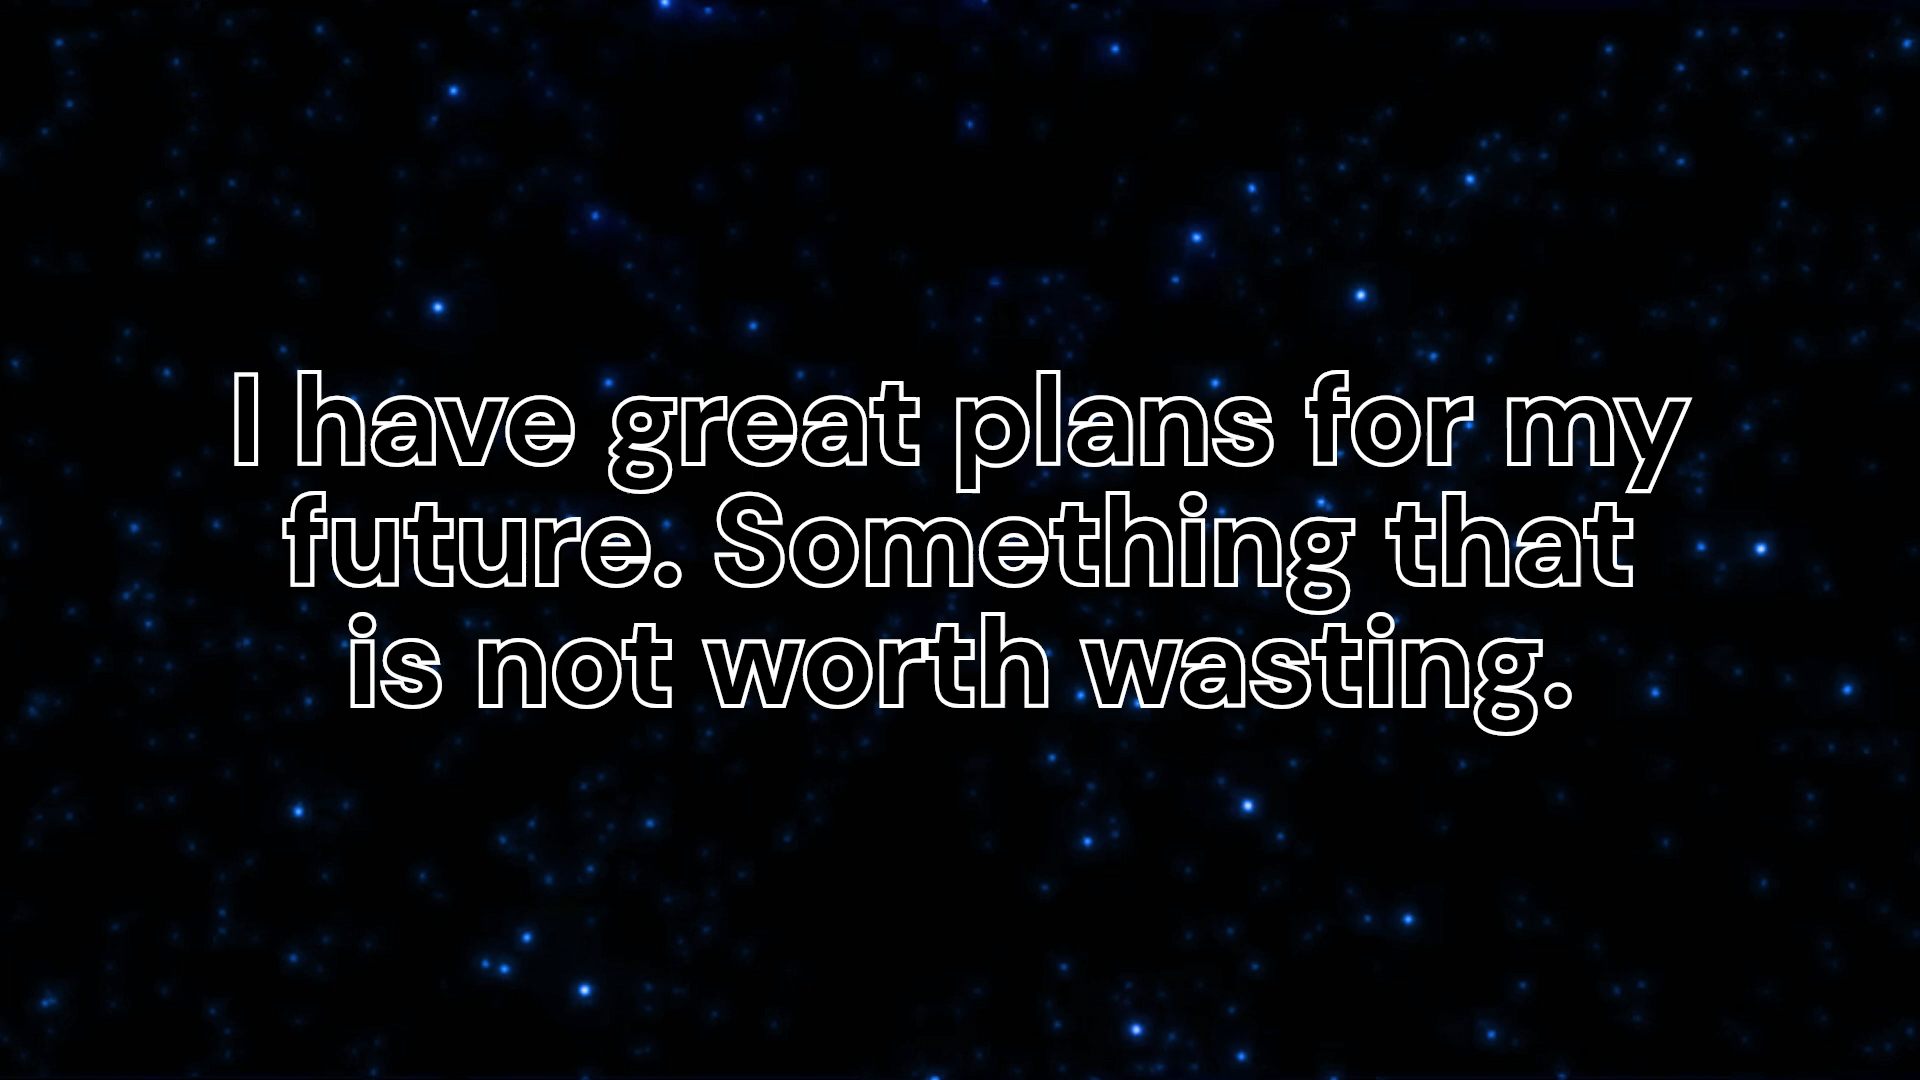 I have great plans for my
future. Something that
is not worth wasting.